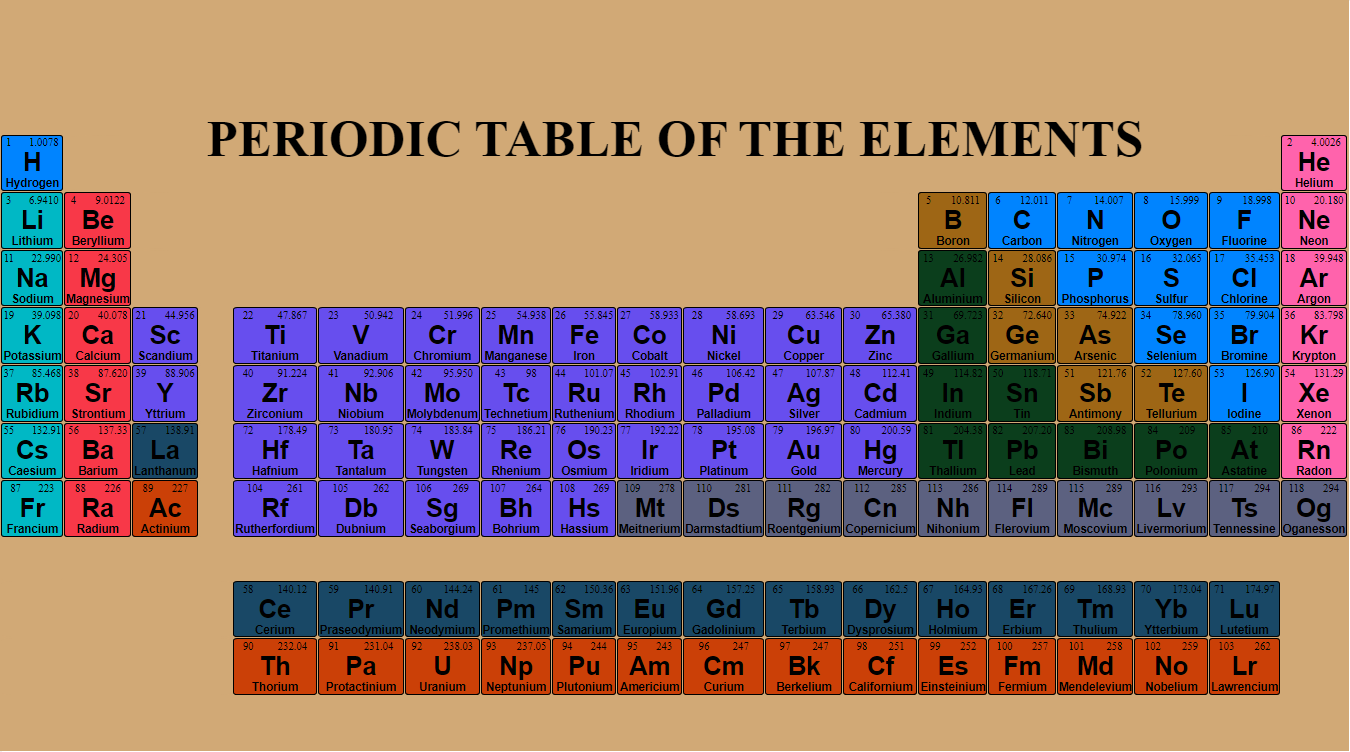 PERIODIC TABLE OF THE ELEMENTS
1 1.0078 2 4.0026
H He
Hydrogen Helium
3 6.9410 4 9.0122 5 10.811 6 12.011 7 14.007 8 15.999 9 18.998 10 20.180
Li Be B C N O F Ne
Lithium Beryllium Boron Carbon Nitrogen Oxygen Fluorine Neon
11 22.990 12 24.305 13 26.982 14 28.086 15 30.974 16 32.065 17 35.453 18 39.948
Na Mg Al Si P S Cl Ar
Sodium Magnesium Aluminium Silicon Phosphorus Sulfur Chlorine Argon
19 39.098 20 40.078 21 44.956 22 47.867 23 50.942 24 51.996 25 54.938 26 55.845 27 58.933 28 58.693 29 63.546 30 65.380 31 69.723 32 72.640 33 74.922 34 78.960 35 79.904 36 83.798
K Ca Sc Ti V Cr Mn Fe Co Ni Cu Zn Ga Ge As Se Br Kr
Potassium Calcium Scandium Titanium Vanadium Chromium Manganese Iron Cobalt Nickel Copper Zinc Gallium Germanium Arsenic Selenium Bromine Krypton
37 85.468 38 87.620 39 88.906 40 91.224 41 92.906 42 95.950 43 98 44 101.07 45 102.91 46 106.42 47 107.87 48 112.41 49 114.82 50 118.71 51 121.76 52 127.60 53 126.90 54 131.29
Rb Sr Y Zr Nb Mo Tc Ru Rh Pd Ag Cd In Sn Sb Te I Xe
Rubidium Strontium Yttrium Zirconium Niobium Molybdenum Technetium Ruthenium Rhodium Palladium Silver Cadmium Indium Tin Antimony Tellurium Iodine Xenon
55 132.91 56 137.33 57 138.91 72 178.49 73 180.95 74 183.84 75 186.21 76 190.23 77 192.22 78 195.08 79 196.97 80 200.59 81 204.38 82 207.20 83 208.98 84 209 85 210 86 222
Cs Ba La Hf Ta W Re Os Ir Pt Au Hg Tl Pb Bi Po At Rn
Caesium Barium Lanthanum Hafnium Tantalum Tungsten Rhenium Osmium Iridium Platinum Gold Mercury Thallium Lead Bismuth Polonium Astatine Radon
87 223 88 226 89 227 104 261 105 262 106 269 107 264 108 269 109 278 110 281 111 282 112 285 113 286 114 289 115 289 116 293 117 294 118 294
Fr Ra Ac Rf Db Sg Bh Hs Mt Ds Rg Cn Nh Fl Mc Lv Ts Og
Francium Radium Actinium Rutherfordium Dubnium Seaborgium Bohrium Hassium Meitnerium Darmstadtium Roentgenium Copernicium Nihonium Flerovium Moscovium Livermorium Tennessine Oganesson
58 140.12 59 140.91 60 144.24 61 145 62 150.36 63 151.96 64 157.25 65 158.93 66 162.5 67 164.93 68 167.26 69 168.93 70 173.04 71 174.97
Ce Pr Nd Pm Sm Eu Gd Tb Dy Ho Er Tm Yb Lu
Cerium Praseodymium Neodymium Promethium Samarium Europium Gadolinium Terbium Dysprosium Holmium Erbium Thulium Ytterbium Lutetium
90 232.04 91 231.04 92 238.03 93 237.05 94 244 95 243 96 247 97 247 98 251 99 252 100 257 101 258 102 259 103 262
Th Pa U Np Pu Am Cm Bk Cf Es Fm Md No Lr
Thorium Protactinium Uranium Neptunium Plutonium Americium Curium Berkelium Californium Einsteinium Fermium Mendelevium Nobelium Lawrencium